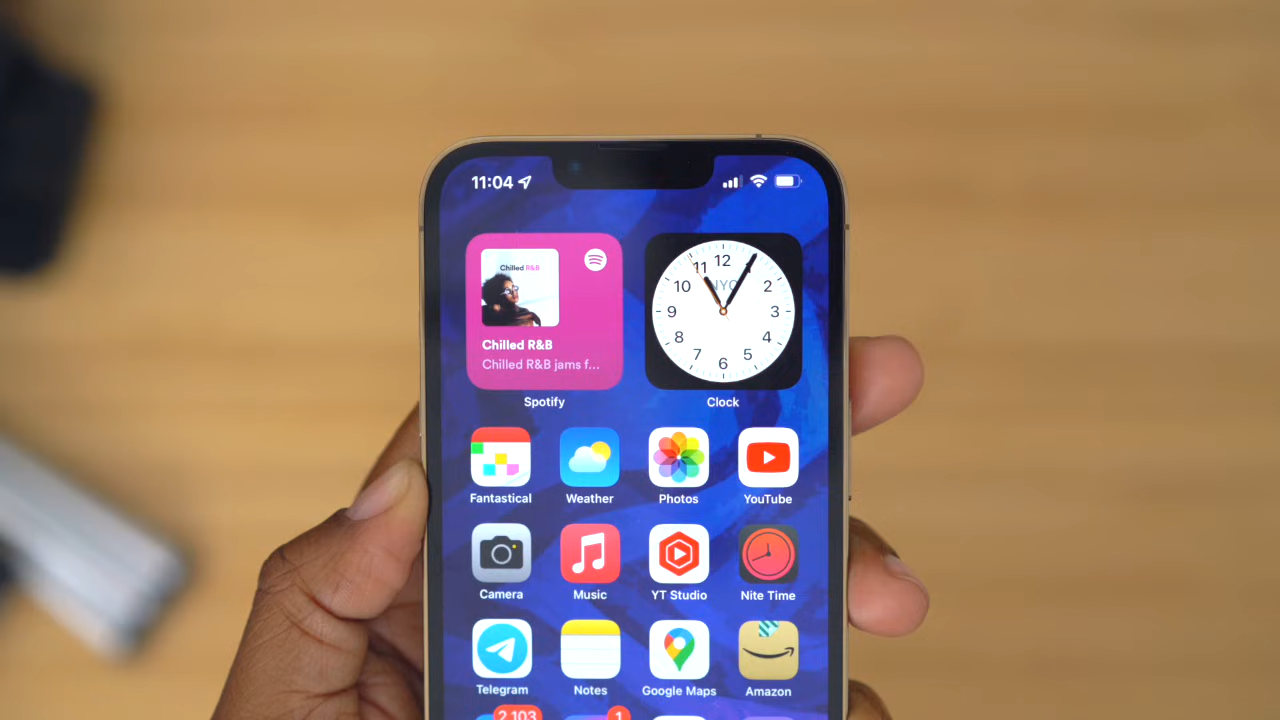 11:04
Chilled R&B
Chilled R&B
Chilled R&B jams f...
Spotify
11 12 1 2 3 4 5 6 7 8 9 10
NYC
Clock
Fantastical Weather Photos YouTube
Camera Music YT Studio Nite Time
Telegram Notes Google Maps Amazon
2,103 1